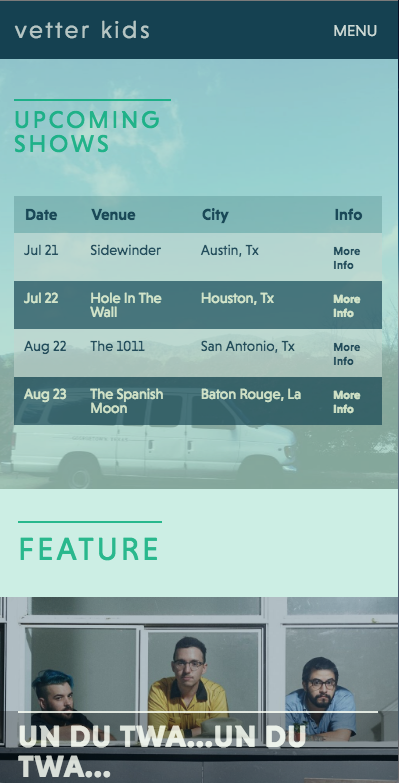 vetter kids MENU
UPCOMING
SHOWS
Date Venue City Info
Jul 21 Sidewinder Austin, Tx More Info
Jul 22 Hole In The Wall Houston, Tx More Info
Aug 22 The 1011 San Antonio, Tx More Info
Aug 23 The Spanish Moon Baton Rouge, La More Info
FEATURE
UN DU TWA...UN DU
TWA...